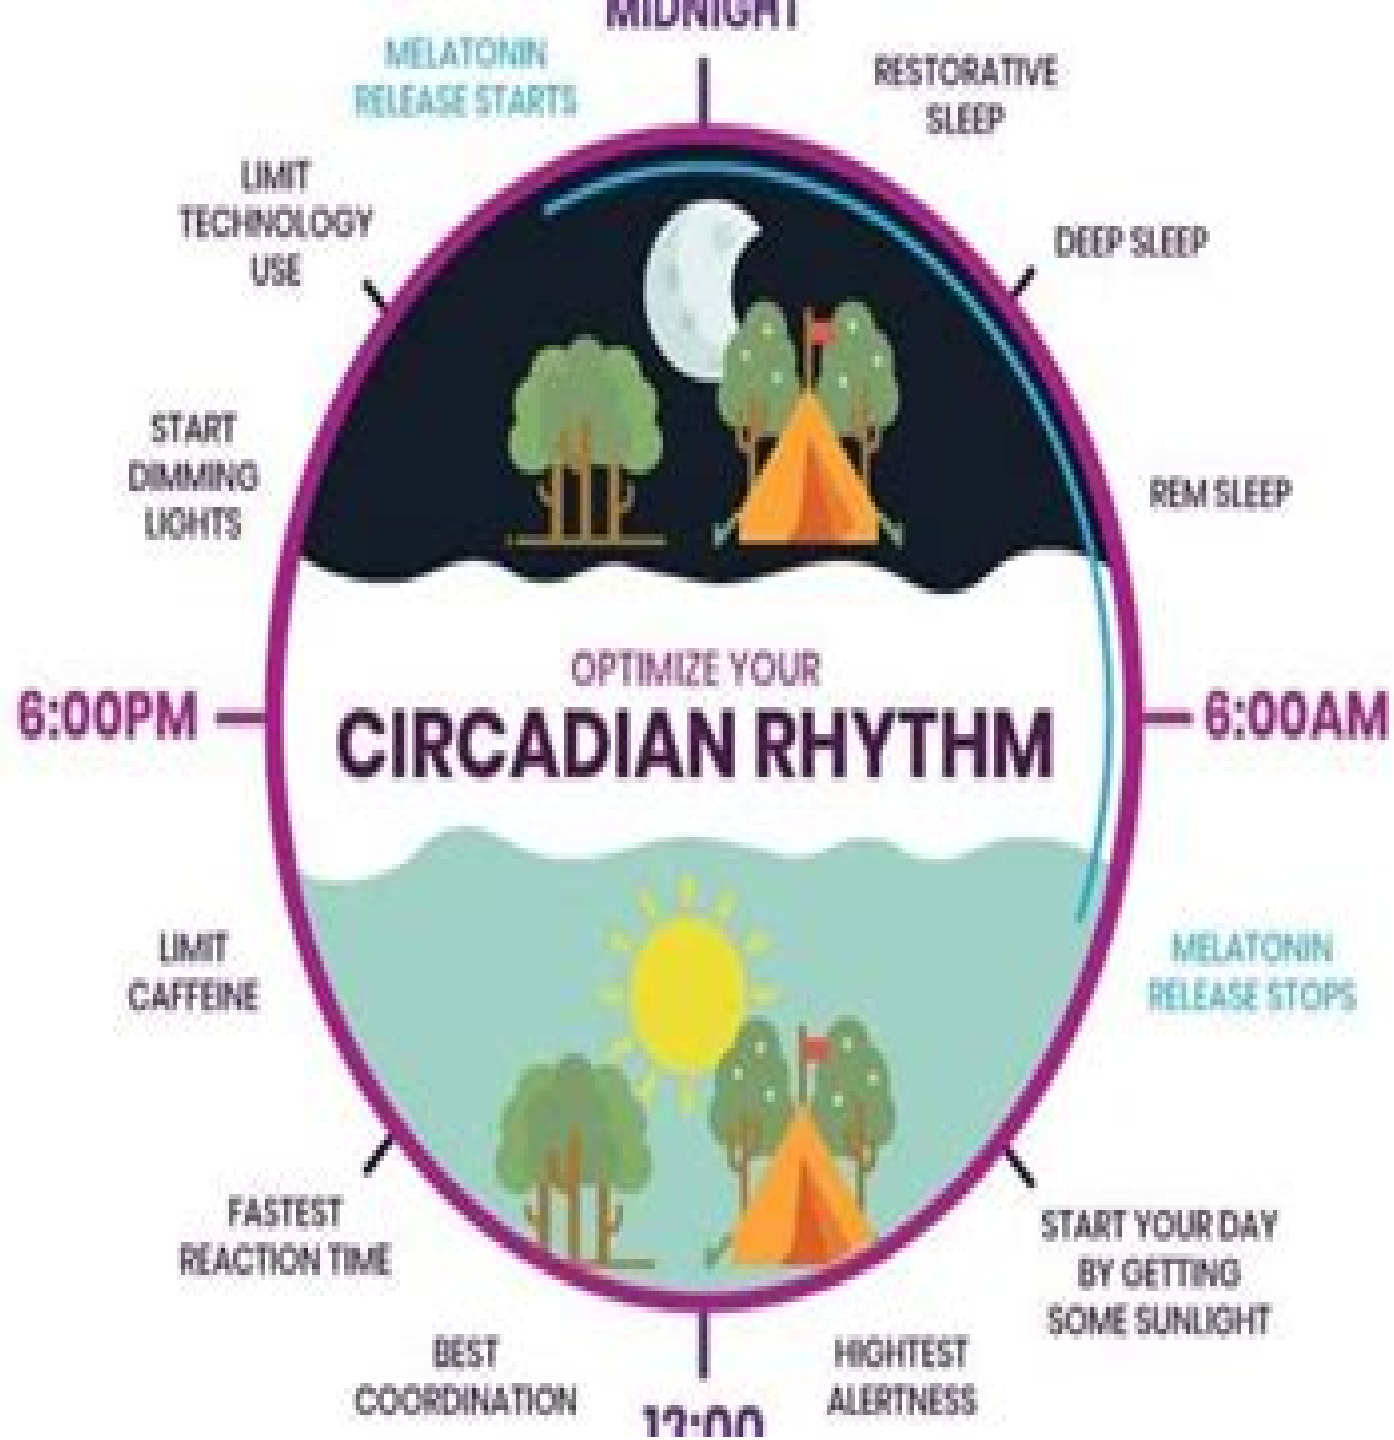 MIDNIGHT
MELATONIN
RELEASE STARTS
RESTORATIVE
SLEEP
LIMIT
TECHNOLOGY
USE
DEEP SLEEP
START
DIMMING
LIGHTS
REM SLEEP
OPTIMIZE YOUR
CIRCADIAN RHYTHM
6:00PM
6:00AM
LIMIT
CAFFEINE
MELATONIN
RELEASE STOPS
FASTEST
REACTION TIME
START YOUR DAY
BY GETTING
SOME SUNLIGHT
BEST
COORDINATION
HIGHTEST
ALERTNESS
12:00